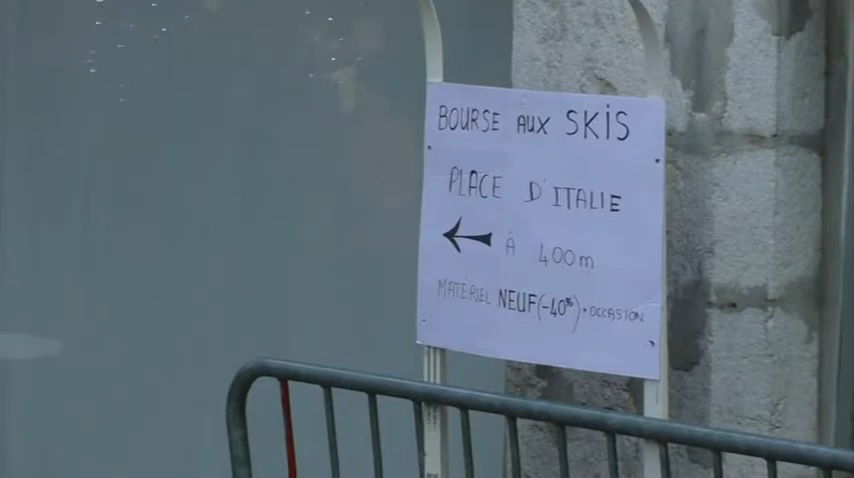 BOURSE AUX SKIS
PLACE D'ITALIE
← À 400m
MATÉRIEL NEUF (-40%) + OCCASION